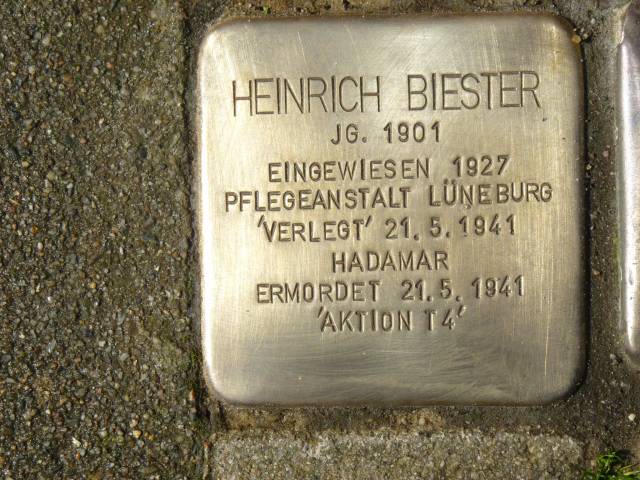 HEINRICH BIESTER
JG. 1901
EINGEWIESEN 1927
PFLEGEANSTALT LÜNEBURG
'VERLEGT' 21.5.1941
HADAMAR
ERMORDET 21.5.1941
'AKTION T4'